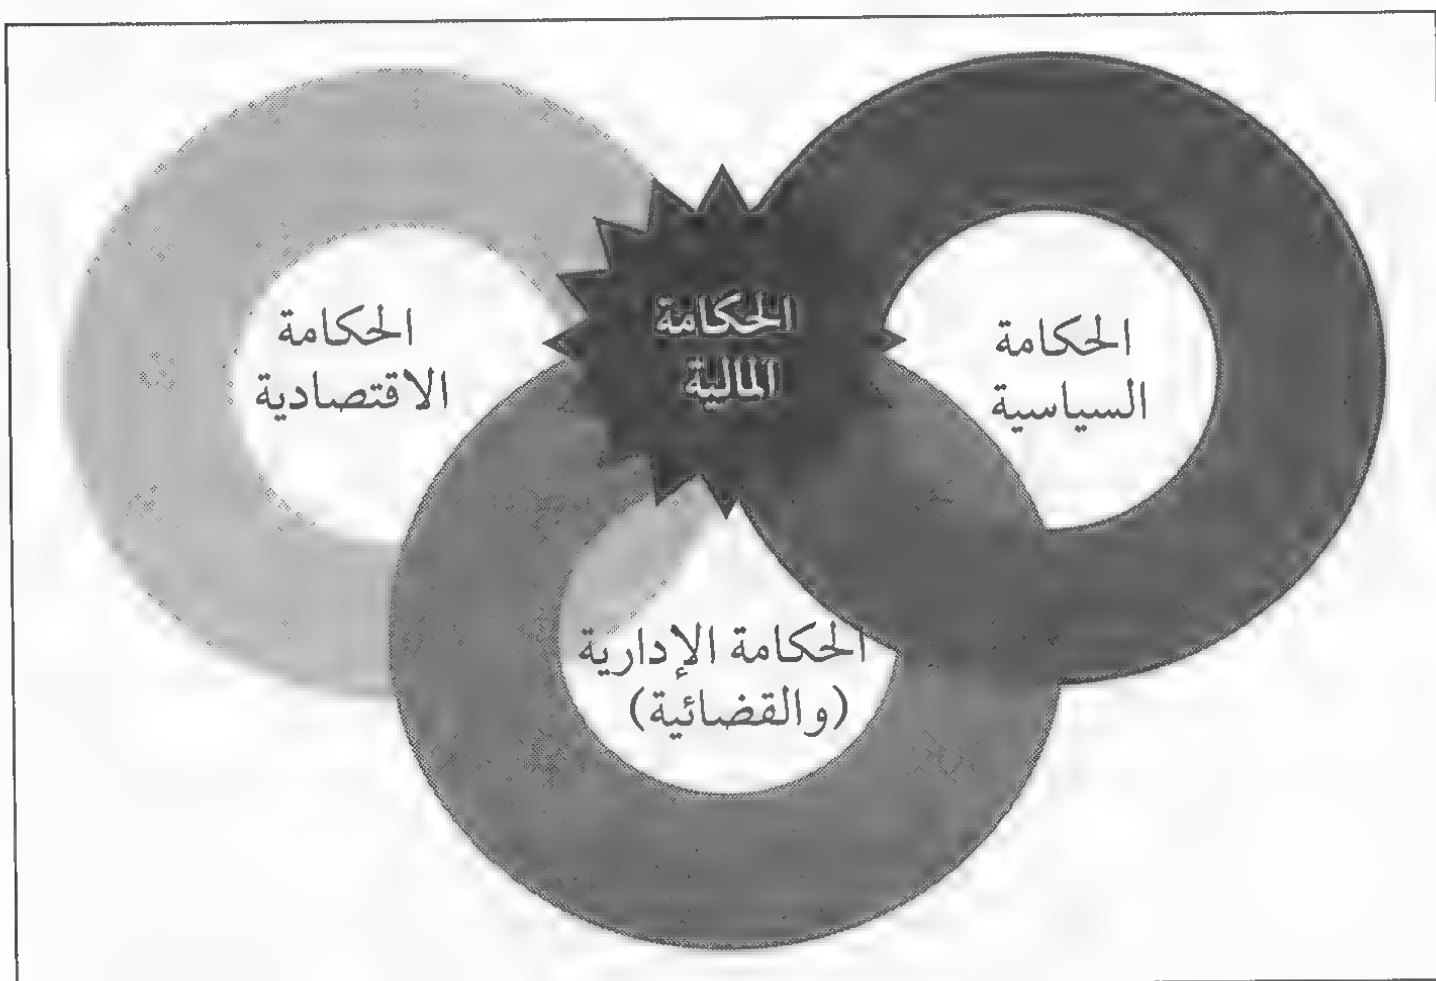 الحكامة
السياسية
الحكامة
المالية
الحكامة
الاقتصادية
الحكامة الإدارية
(والقضائية)